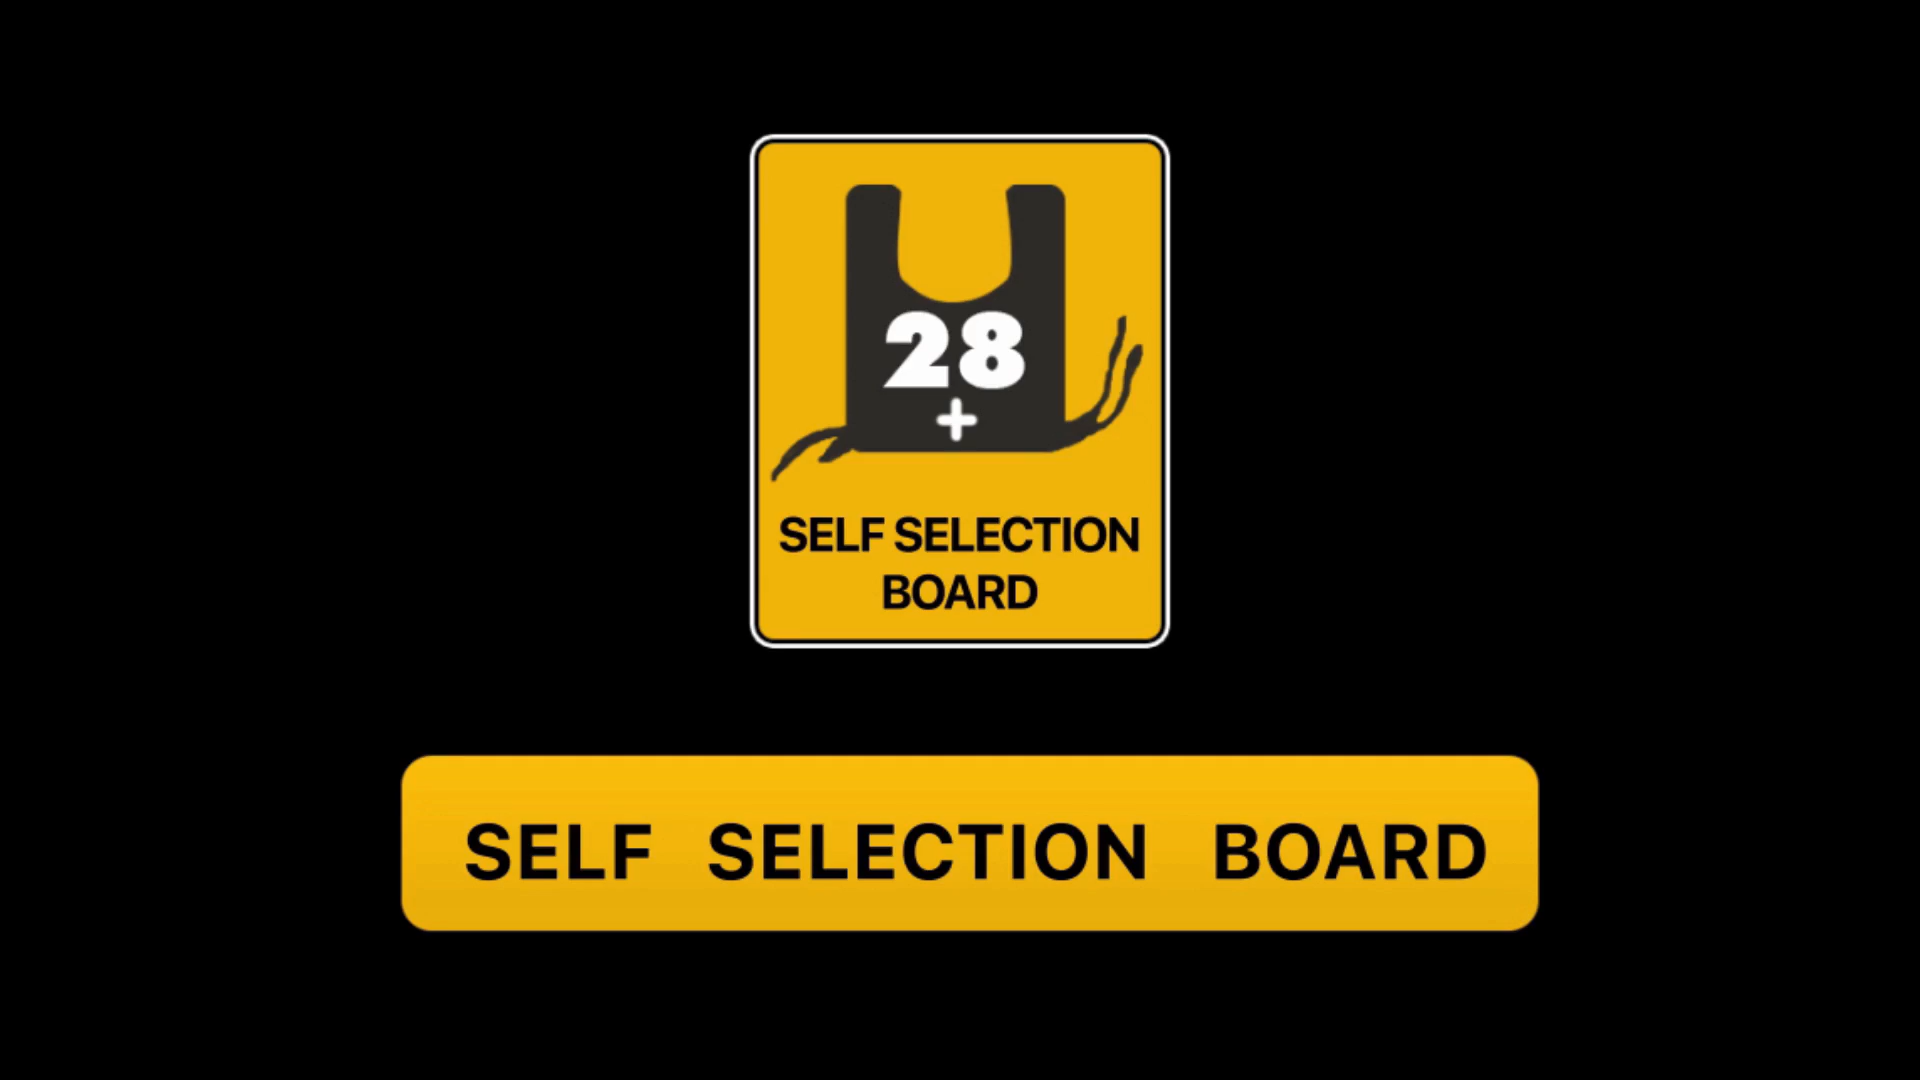 28
+
SELF SELECTION
BOARD
SELF SELECTION BOARD